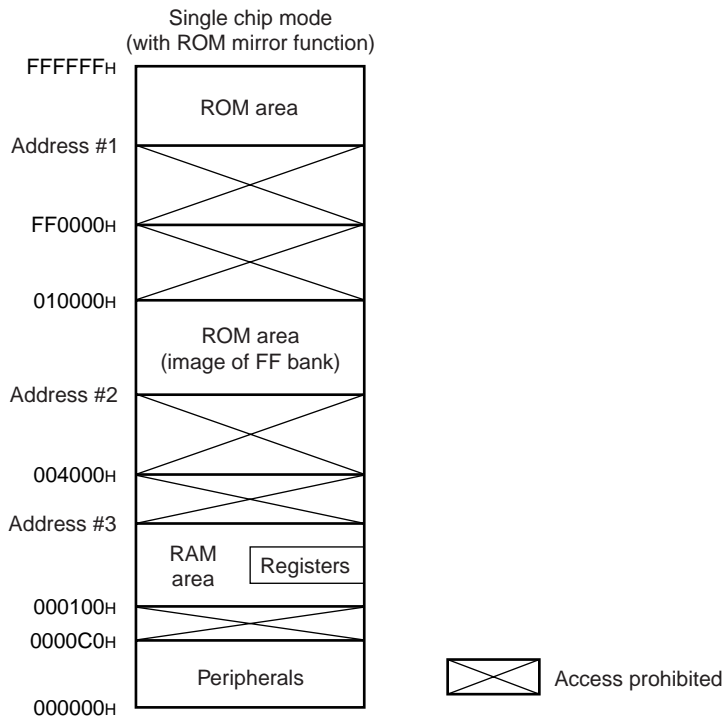 Single chip mode
(with ROM mirror function)
FFFFFFH
ROM area
Address #1
FF0000H
010000H
ROM area
(image of FF bank)
Address #2
004000H
Address #3
RAM
area
Registers
000100H
0000C0H
Peripherals
000000H
Access prohibited